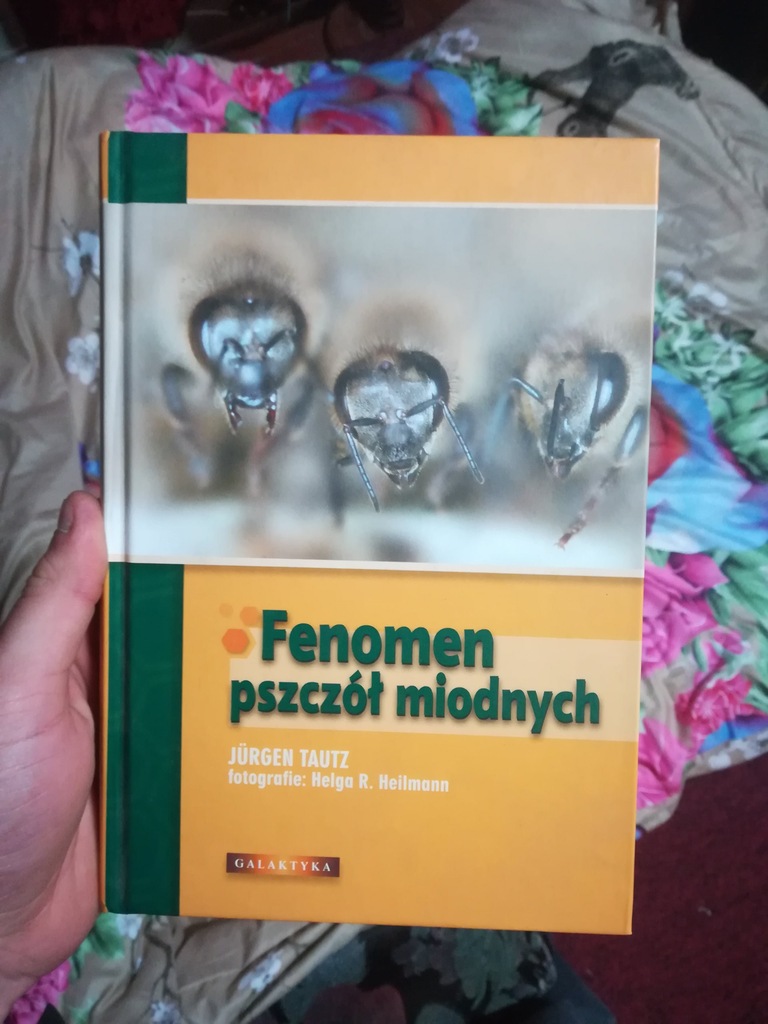 Fenomen
pszczół miodnych
JÜRGEN TAUTZ
fotografie: Helga R. Heilmann
GALAKTYKA